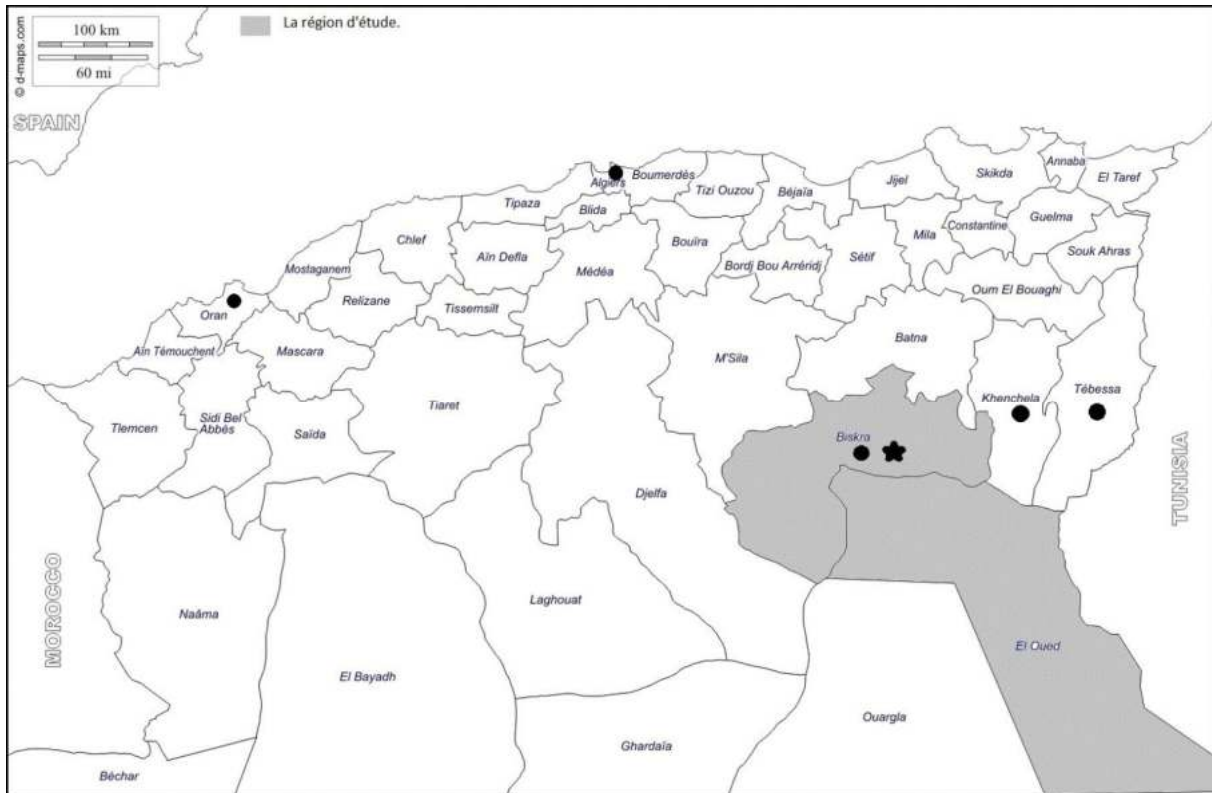 100 km
60 mi
© d-maps.com
La région d'étude.
SPAIN
Algiers
Boumerdès
Tizi Ouzou
Béjaïa
Jijel
Skikda
Annaba
El Taref
Tipaza
Blida
Bouïra
Bordj Bou Arréridj
Sétif
Mila
Constantine
Guelma
Souk Ahras
Chlef
Aïn Defla
Médéa
Mostaganem
Relizane
Tissemsilt
Oum El Bouaghi
Oran
Aïn Témouchent
Mascara
M'Sila
Batna
Khenchela
Tébessa
Tlemcen
Sidi Bel
Abbés
Saïda
Tiaret
Biskra
Djelfa
TUNISIA
MOROCCO
Naâma
Laghouat
El Oued
El Bayadh
Ouargla
Ghardaïa
Béchar